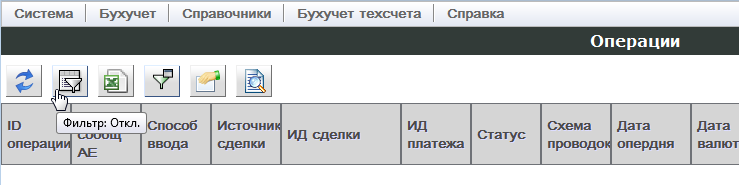 Система Бухучет Справочники Бухучет техсчета Справка
Операции
Фильтр: Откл.
ID операции
сообщ АЕ
Способ ввода
Источник сделки
ИД сделки
ИД платежа
Статус
Схема проводок
Дата опердня
Дата валют